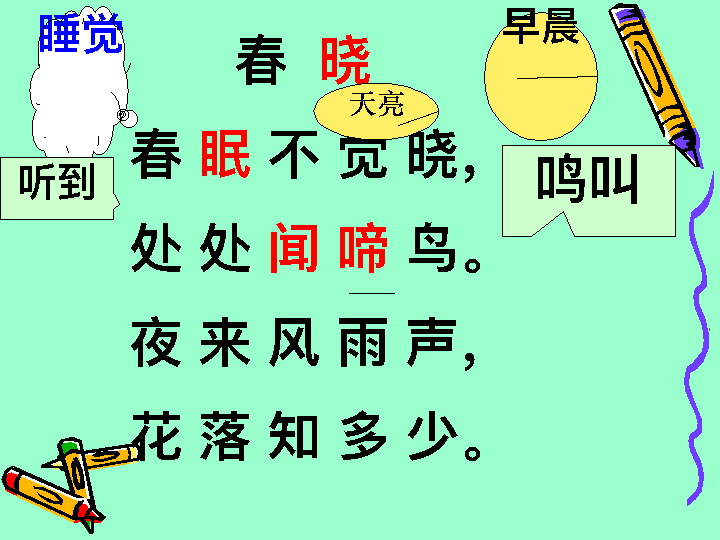 睡觉
早晨
春 晓
天亮
春 眠 不 觉 晓，
听到
鸣叫
处 处 闻 啼 鸟。
夜 来 风 雨 声，
花 落 知 多 少。